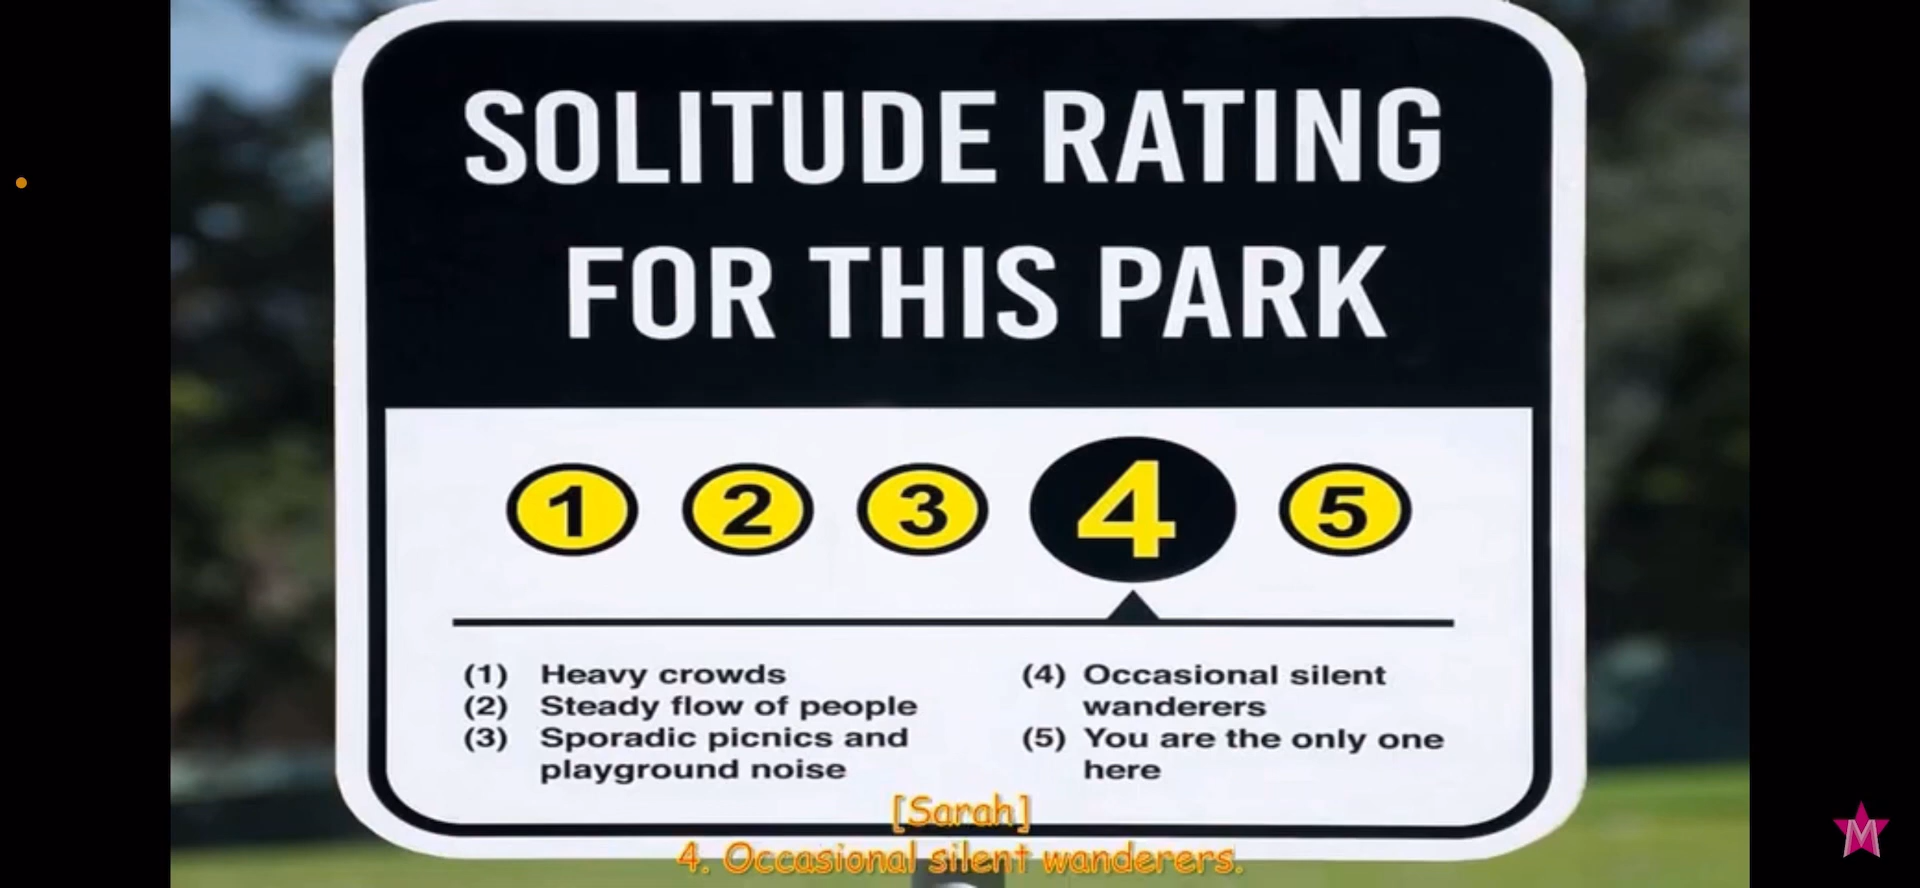 SOLITUDE RATING
FOR THIS PARK
1 2 3 4 5
(1) Heavy crowds
(2) Steady flow of people
(3) Sporadic picnics and
playground noise
(4) Occasional silent
wanderers
(5) You are the only one
here
[Sarah]
4. Occasional silent wanderers.
M